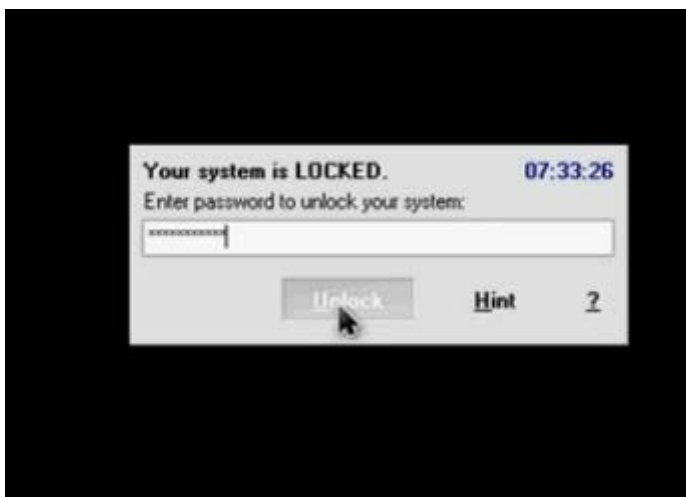 Your system is LOCKED. 07:33:26
Enter password to unlock your system:
Unlock Hint ?